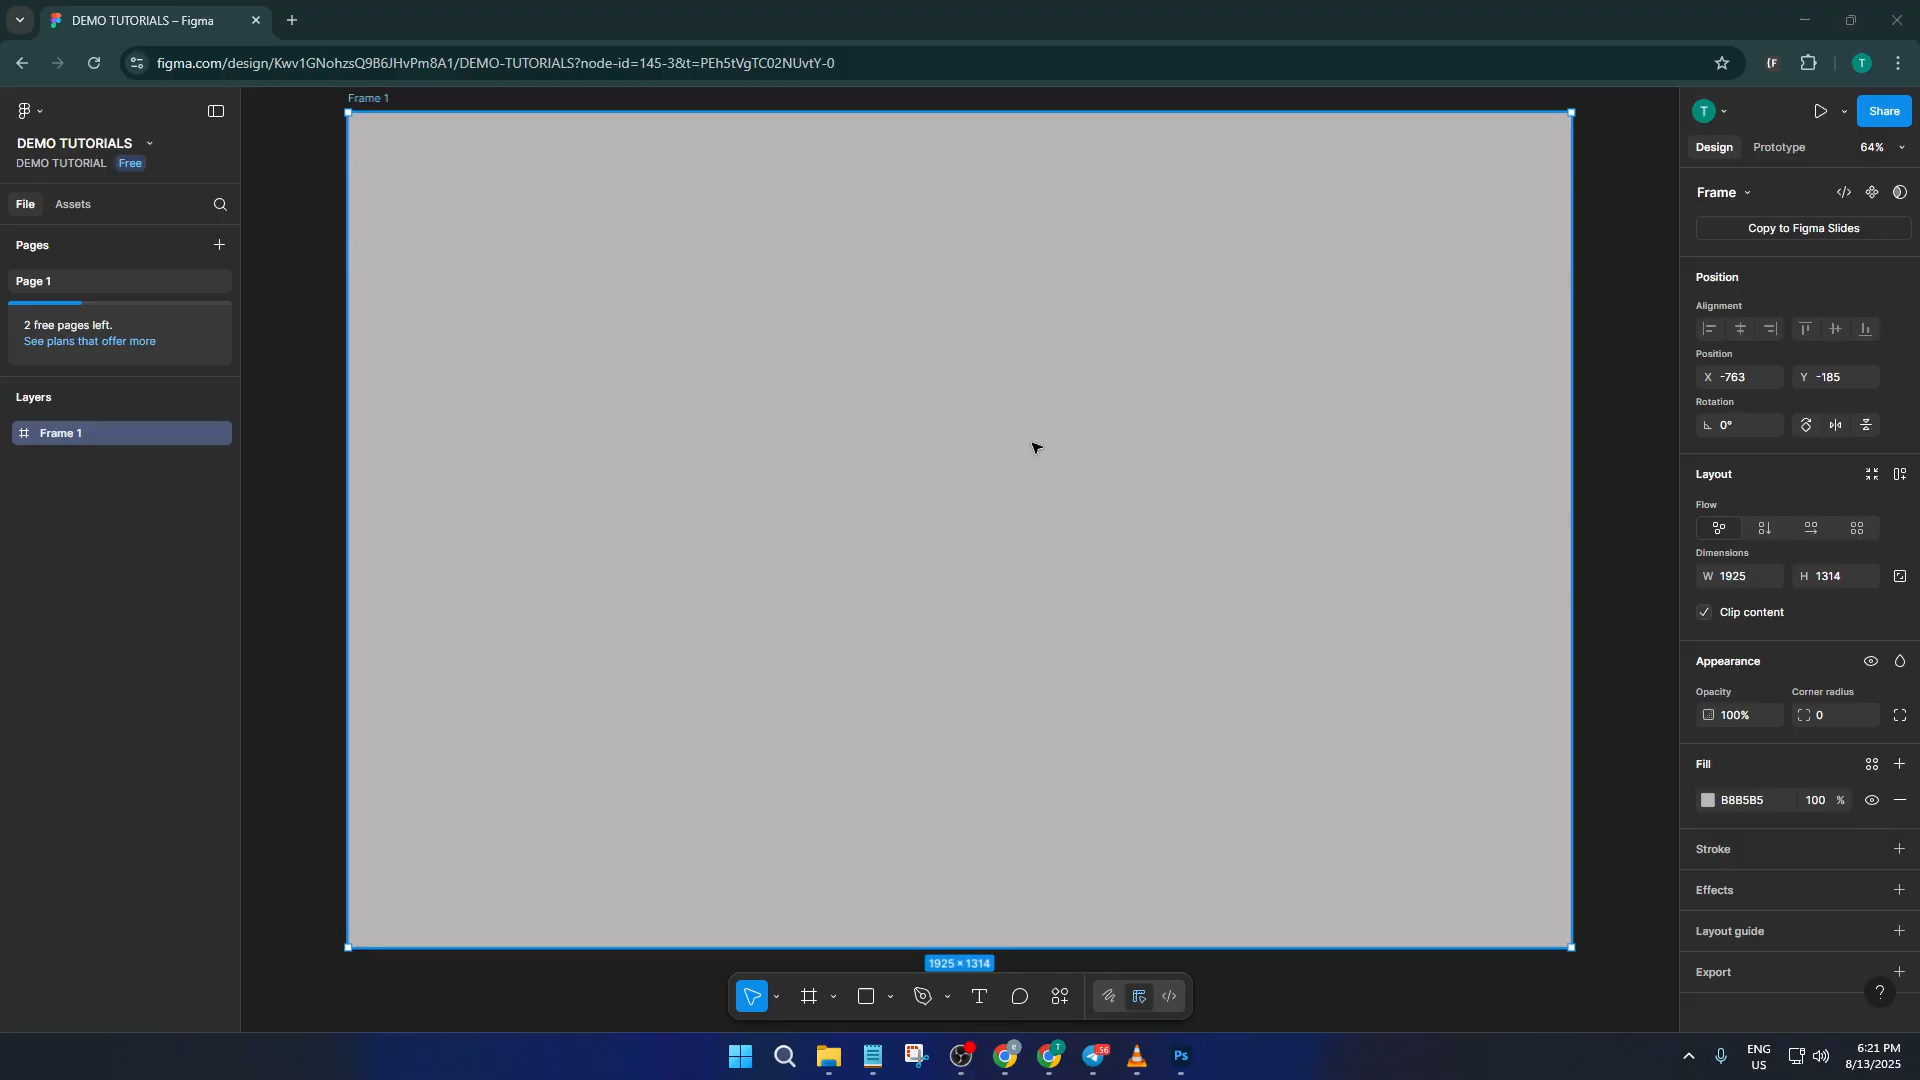 DEMO TUTORIALS – Figma
figma.com/design/Kwv1GNohzsQ9B6JHvPm8A1/DEMO-TUTORIALS?node-id=145-3&t=PEh5tVgTC02NUvtY-0
T
DEMO TUTORIALS
DEMO TUTORIAL Free
File Assets
Pages
Page 1
2 free pages left.
See plans that offer more
Layers
Frame 1
Frame 1
1925 × 1314
T
Share
Design Prototype 64%
Frame
Copy to Figma Slides
Position
Alignment
Position
X -763 Y -185
Rotation
0°
Layout
Flow
Dimensions
W 1925 H 1314
Clip content
Appearance
Opacity Corner radius
100% 0
Fill
B8B5B5 100 %
Stroke
Effects
Layout guide
Export
?
e
T
56
Ps
ENG
US
6:21 PM
8/13/2025